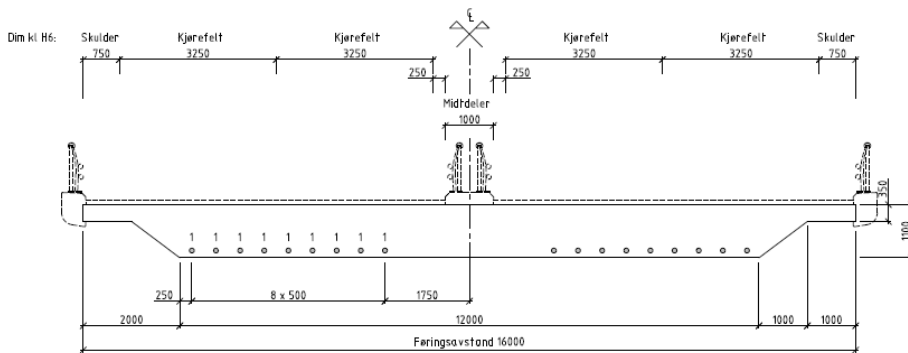 ℄
Dim kl H6: Skulder Kjørefelt Kjørefelt Kjørefelt Kjørefelt Skulder
750 3250 3250 3250 3250 750
250 250
Midtdeler
1000
350
1100
1 1 1 1 1 1 1 1 1
250 8 x 500 1750
2000 12000 1000 1000
Føringsavstand 16000